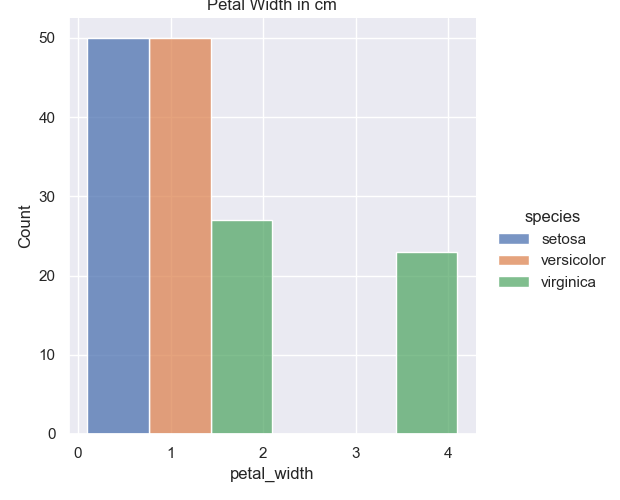 Petal Width in cm
50
40
30
20
10
0
Count
0 1 2 3 4
petal_width
species
setosa
versicolor
virginica